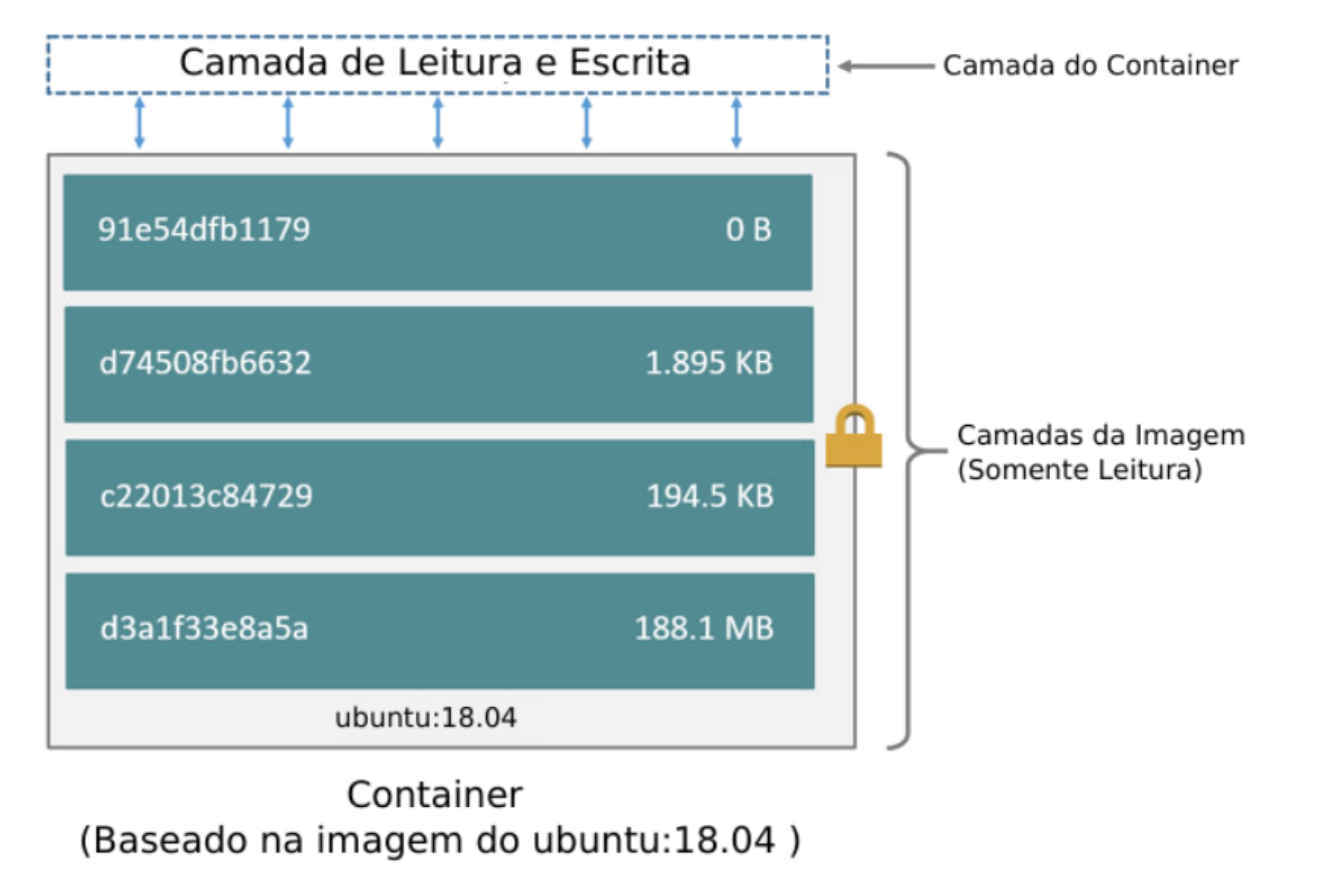 Camada de Leitura e Escrita
Camada do Container
91e54dfb1179 0 B
d74508fb6632 1.895 KB
c22013c84729 194.5 KB
d3a1f33e8a5a 188.1 MB
ubuntu:18.04
Camadas da Imagem
(Somente Leitura)
Container
(Baseado na imagem do ubuntu:18.04 )